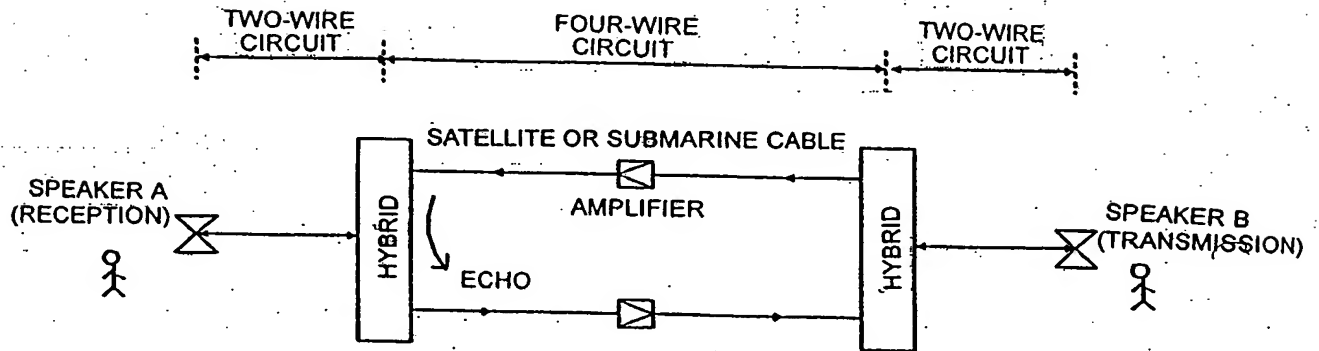 TWO-WIRE
CIRCUIT
FOUR-WIRE
CIRCUIT
TWO-WIRE
CIRCUIT
SATELLITE OR SUBMARINE CABLE
SPEAKER A
(RECEPTION)
HYBRID
AMPLIFIER
ECHO
HYBRID
SPEAKER B
(TRANSMISSION)